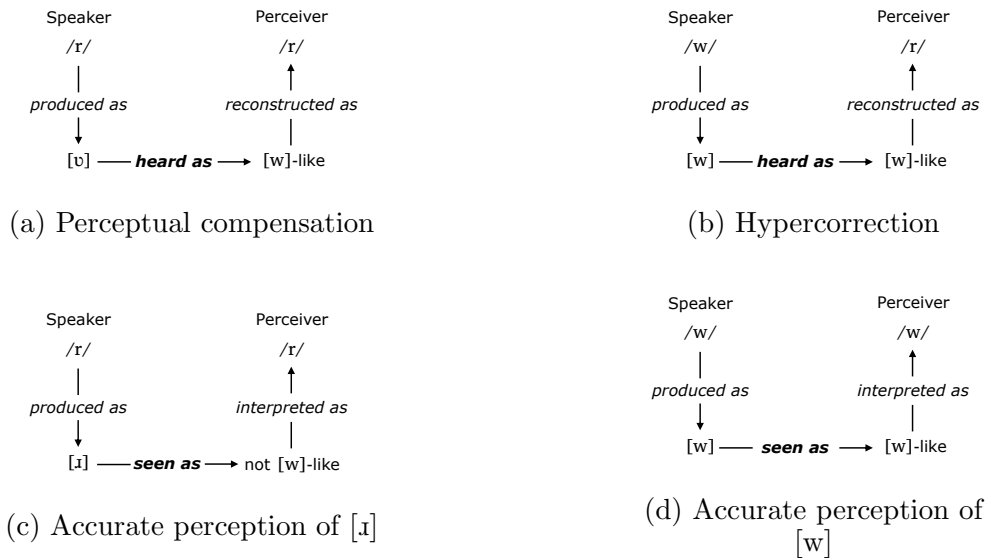 Speaker Perceiver
/r/ /r/
produced as reconstructed as
[ʋ] heard as [w]-like
(a) Perceptual compensation
Speaker Perceiver
/w/ /r/
produced as reconstructed as
[w] heard as [w]-like
(b) Hypercorrection
Speaker Perceiver
/r/ /r/
produced as interpreted as
[ɹ] seen as not [w]-like
(c) Accurate perception of [ɹ]
Speaker Perceiver
/w/ /w/
produced as interpreted as
[w] seen as [w]-like
(d) Accurate perception of
[w]